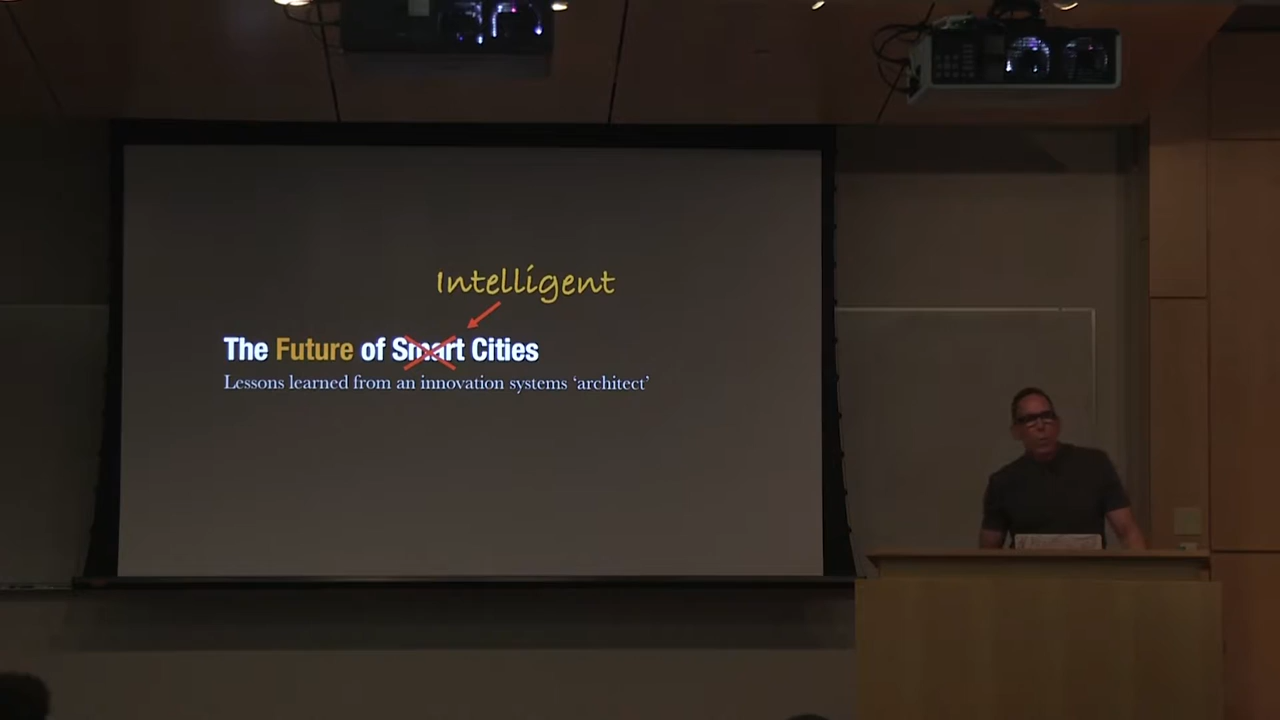 Intelligent
The Future of Smart Cities
Lessons learned from an innovation systems ‘architect’